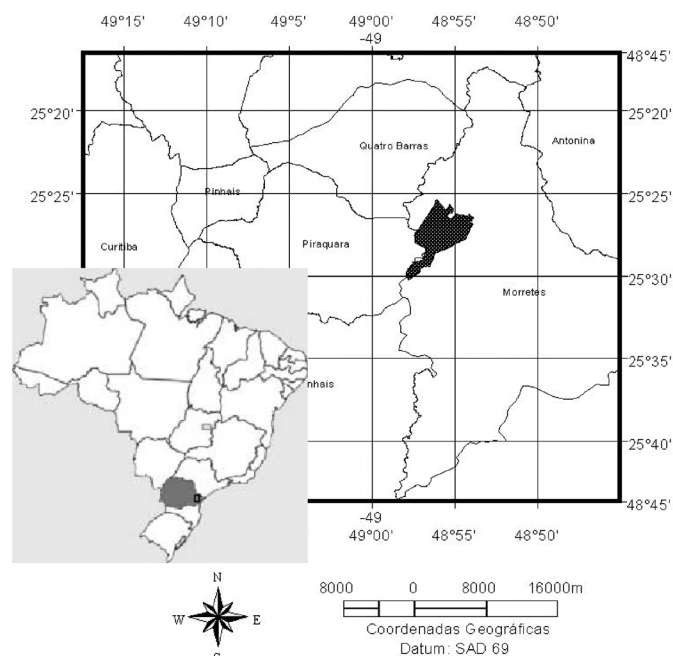 49°15' 49°10' 49°5' 49°00' 48°55' 48°50'
-49
48°45'
25°20' 25°20'
Quatro Barras
Antonina
25°25' 25°25'
Pinhais
Curitiba
Piraquara
25°30'
Morretes
25°35'
nhais
25°40'
48°45'
-49
49°00' 48°55' 48°50'
N
W E
S
8000 0 8000 16000m
Coordenadas Geográficas
Datum: SAD 69